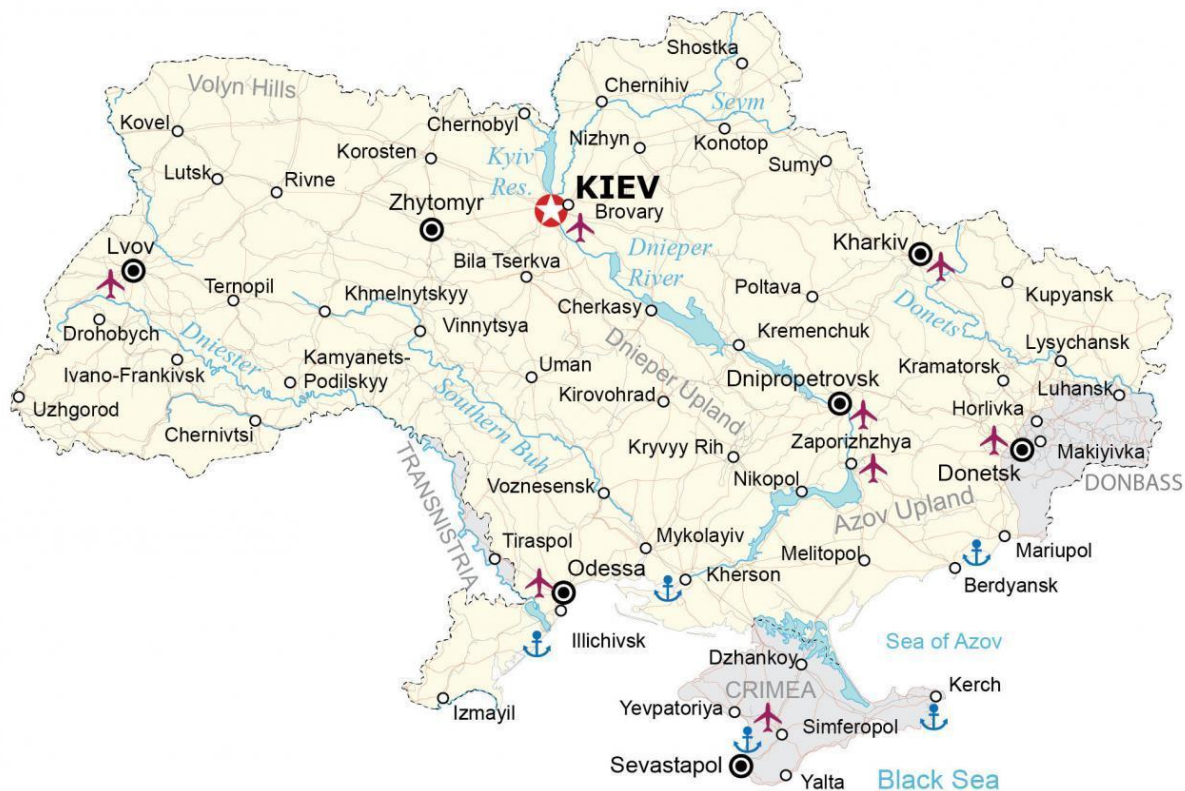 Shostka
Volyn Hills
Chernihiv
Seym
Kovel
Chernobyl
Nizhyn
Konotop
Korosten
Kyiv
Res.
Sumy
Lutsk
Rivne
KIEV
Zhytomyr
Brovary
Lvov
Dnieper
River
Kharkiv
Bila Tserkva
Ternopil
Khmelnytskyy
Cherkasy
Poltava
Kupyansk
Donets
Drohobych
Dniester
Vinnytsya
Kremenchuk
Lysychansk
Ivano-Frankivsk
Kamyanets-
Podilskyy
Uman
Dnieper Upland
Kramatorsk
Dnipropetrovsk
Luhansk
Uzhgorod
Kirovohrad
Horlivka
Chernivtsi
Southern Buh
Kryvyy Rih
Zaporizhzhya
Makiyivka
Donetsk
DONBASS
TRANSNISTRIA
Voznesensk
Nikopol
Azov Upland
Tiraspol
Mykolayiv
Melitopol
Mariupol
Odessa
Kherson
Berdyansk
Illichivsk
Sea of Azov
Dzhankoy
CRIMEA
Kerch
Izmayil
Yevpatoriya
Simferopol
Sevastapol
Yalta
Black Sea